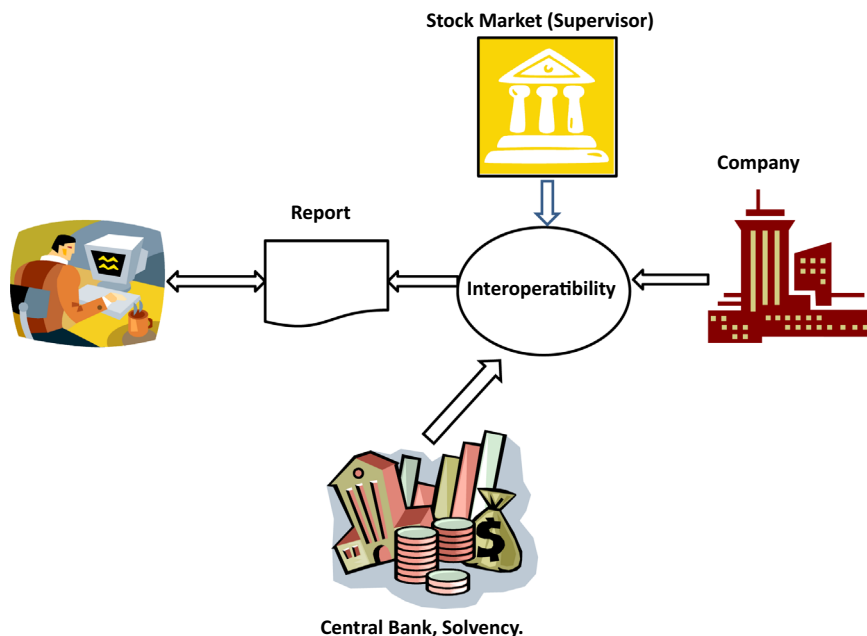 Stock Market (Supervisor)
Company
Report
Interoperatibility
$
Central Bank, Solvency.